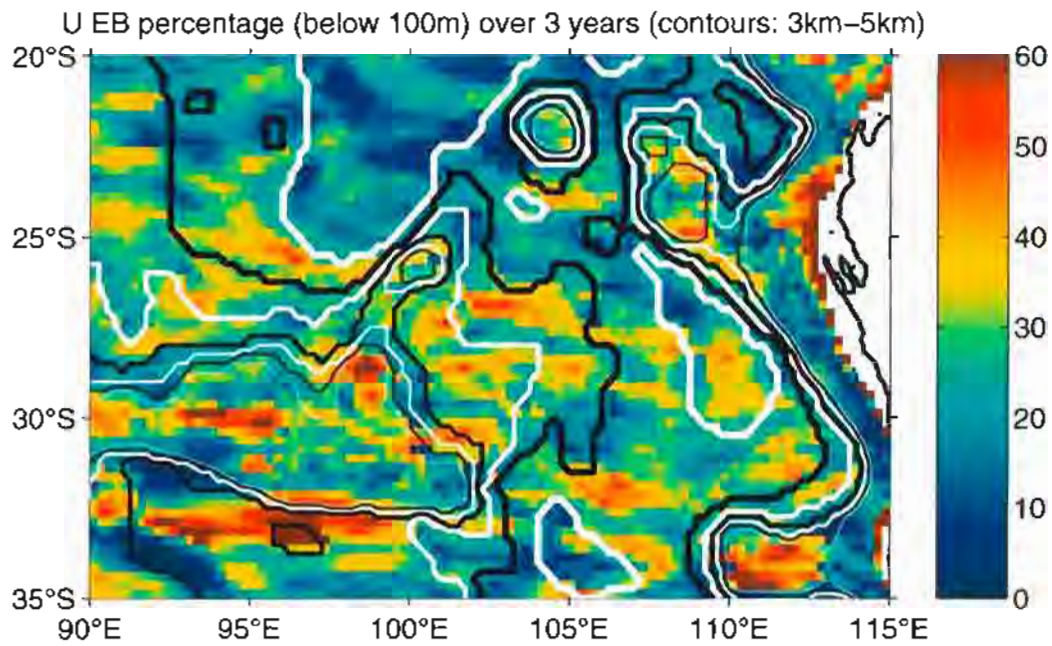 U EB percentage (below 100m) over 3 years (contours: 3km–5km)
20°S
25°S
30°S
35°S
90°E 95°E 100°E 105°E 110°E 115°E
60
50
40
30
20
10
0